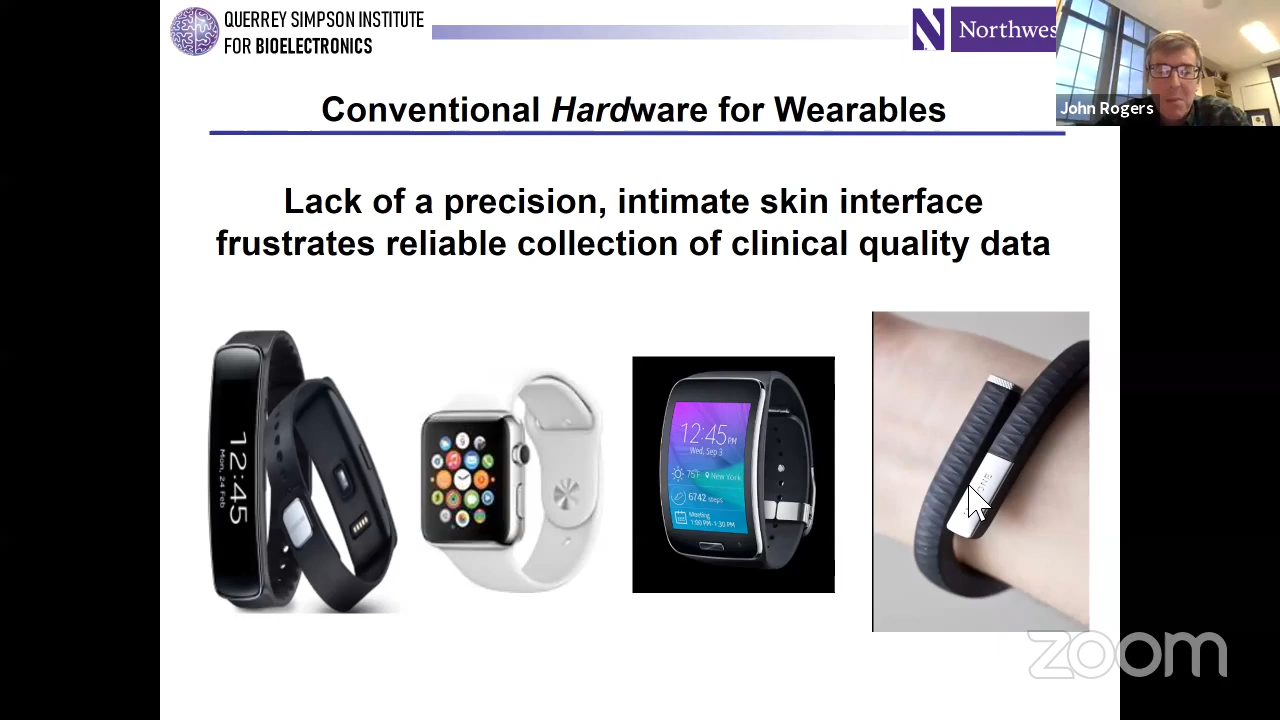 QUERREY SIMPSON INSTITUTE
FOR BIOELECTRONICS
N
Northwes
John Rogers
Conventional Hardware for Wearables
Lack of a precision, intimate skin interface
frustrates reliable collection of clinical quality data
12:45
Mon, 24 Feb
12:45 PM
Wed, Sep 3
75°F New York
6742 steps
Meeting
1:00 PM-1:30 PM
zoom